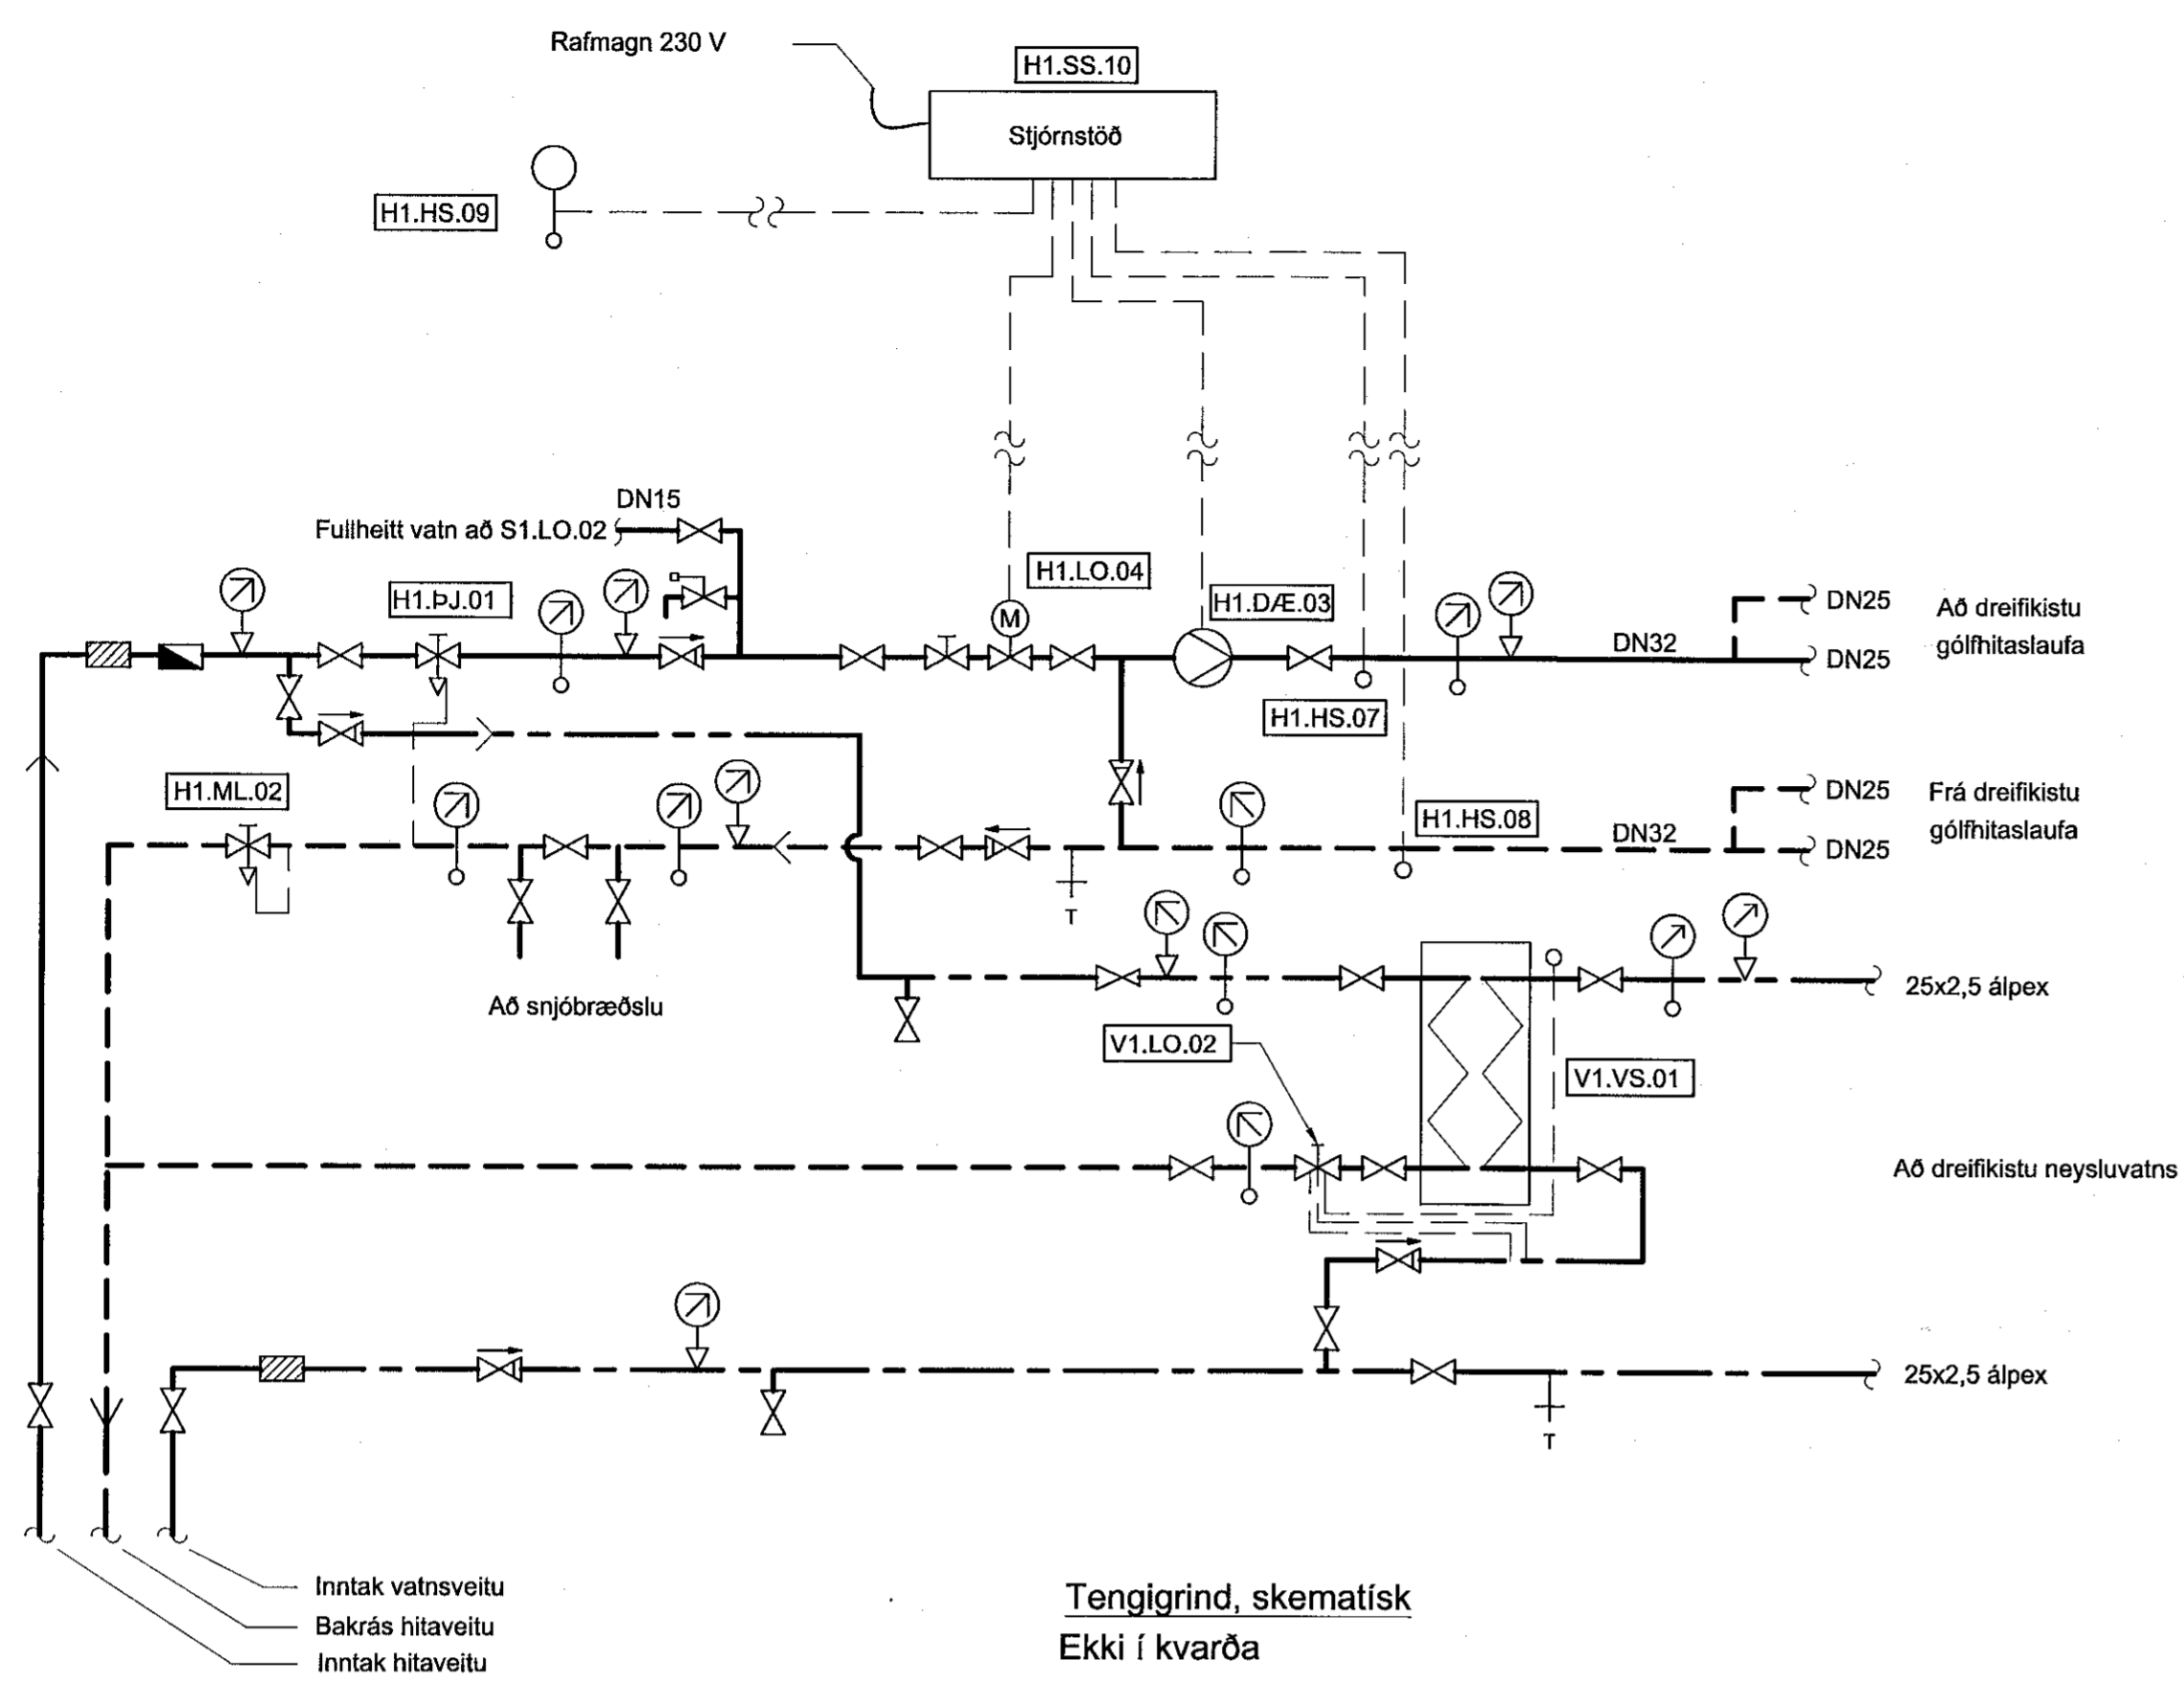 Rafmagn 230 V
H1.SS.10
Stjórnstöð
H1.HS.09
DN15
Fullheitt vatn að S1.LO.02
H1.ÞJ.01
H1.LO.04
M
H1.DÆ.03
DN32
DN25
DN25
Að dreifikistu
gólfhitaslaufa
H1.HS.07
H1.ML.02
H1.HS.08
DN32
DN25
DN25
Frá dreifikistu
gólfhitaslaufa
T
Að snjóbræðslu
25x2,5 álpex
V1.LO.02
V1.VS.01
Að dreifikistu neysluvatns
25x2,5 álpex
T
Inntak vatnsveitu
Bakrás hitaveitu
Inntak hitaveitu
Tengigrind, skematísk
Ekki í kvarða